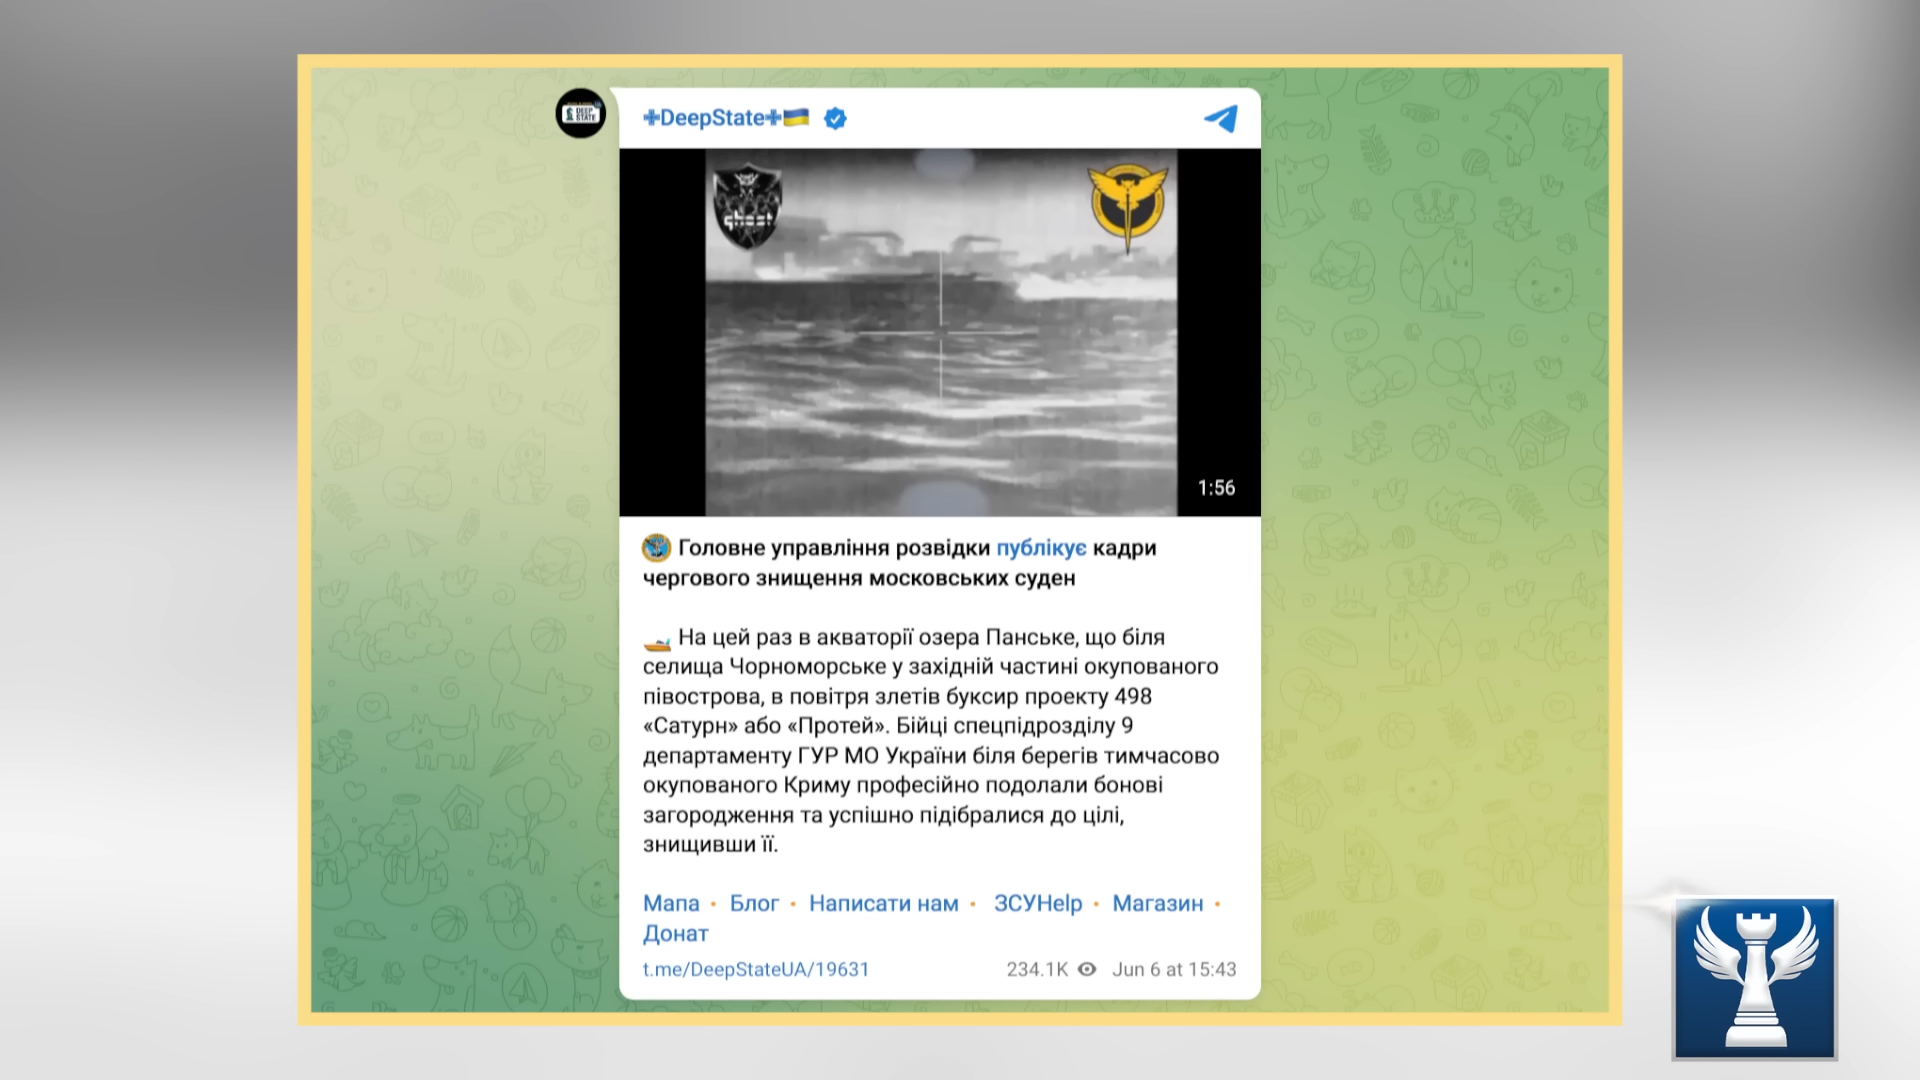 DEEP STATE
✙DeepState✙🇺🇦
ghost
1:56
Головне управління розвідки публікує кадри
чергового знищення московських суден
На цей раз в акваторії озера Панське, що біля
селища Чорноморське у західній частині окупованого
півострова, в повітря злетів буксир проекту 498
«Сатурн» або «Протей». Бійці спецпідрозділу 9
департаменту ГУР МО України біля берегів тимчасово
окупованого Криму професійно подолали бонові
загородження та успішно підібралися до цілі,
знищивши її.
Мапа • Блог • Написати нам • ЗСУHelp • Магазин •
Донат
t.me/DeepStateUA/19631 234.1K Jun 6 at 15:43